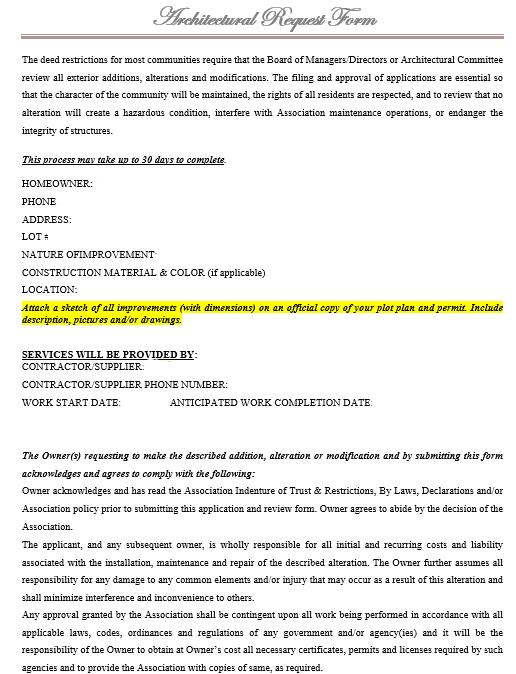 Architectural Request Form
The deed restrictions for most communities require that the Board of Managers/Directors or Architectural Committee
review all exterior additions, alterations and modifications. The filing and approval of applications are essential so
that the character of the community will be maintained, the rights of all residents are respected, and to review that no
alteration will create a hazardous condition, interfere with Association maintenance operations, or endanger the
integrity of structures.
This process may take up to 30 days to complete.
HOMEOWNER:
PHONE
ADDRESS:
LOT #
NATURE OFIMPROVEMENT
CONSTRUCTION MATERIAL & COLOR (if applicable)
LOCATION:
Attach a sketch of all improvements (with dimensions) on an official copy of your plot plan and permit. Include
description, pictures and/or drawings.
SERVICES WILL BE PROVIDED BY:
CONTRACTOR/SUPPLIER:
CONTRACTOR/SUPPLIER PHONE NUMBER:
WORK START DATE: ANTICIPATED WORK COMPLETION DATE:
The Owner(s) requesting to make the described addition, alteration or modification and by submitting this form
acknowledges and agrees to comply with the following:
Owner acknowledges and has read the Association Indenture of Trust & Restrictions, By Laws, Declarations and/or
Association policy prior to submitting this application and review form. Owner agrees to abide by the decision of the
Association.
The applicant, and any subsequent owner, is wholly responsible for all initial and recurring costs and liability
associated with the installation, maintenance and repair of the described alteration. The Owner further assumes all
responsibility for any damage to any common elements and/or injury that may occur as a result of this alteration and
shall minimize interference and inconvenience to others.
Any approval granted by the Association shall be contingent upon all work being performed in accordance with all
applicable laws, codes, ordinances and regulations of any government and/or agency(ies) and it will be the
responsibility of the Owner to obtain at Owner's cost all necessary certificates, permits and licenses required by such
agencies and to provide the Association with copies of same, as required.